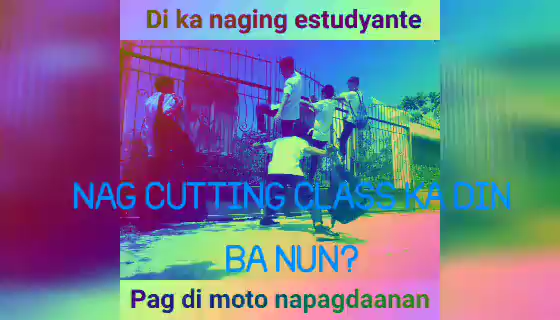 Di ka naging estudyante
NAG CUTTING CLASS KA DIN
BA NUN?
Pag di moto napagdaanan